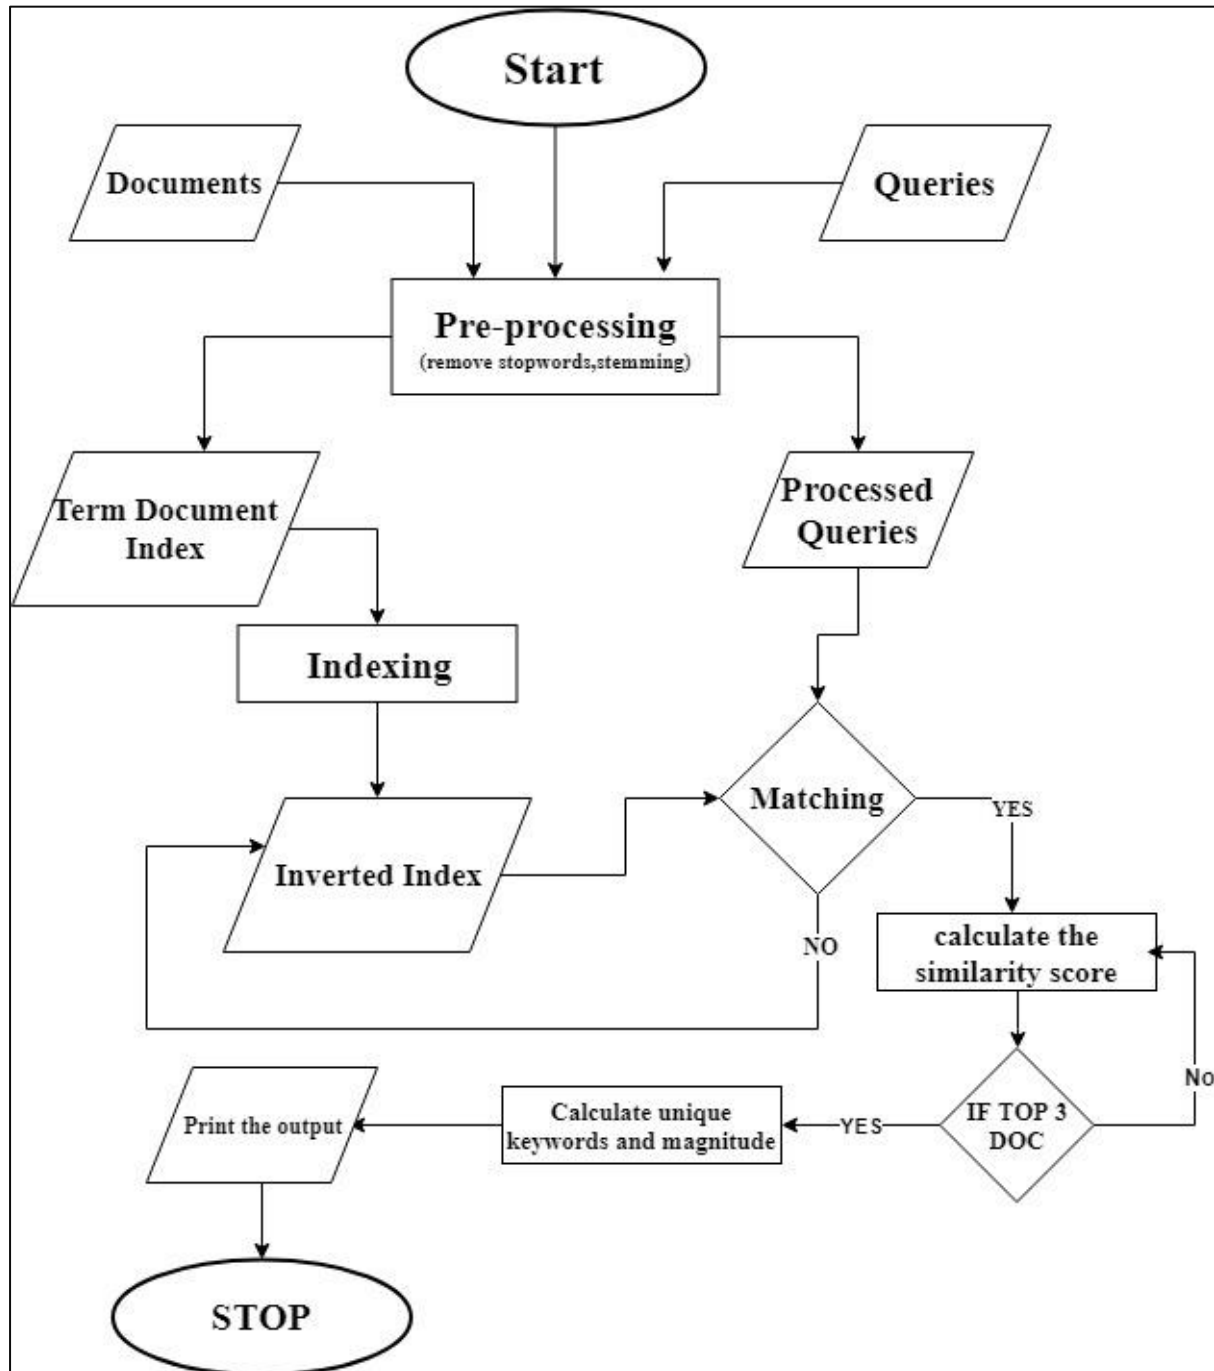 Start
Documents
Queries
Pre-processing
(remove stopwords,stemming)
Term Document
Index
Processed
Queries
Indexing
Matching
YES
Inverted Index
NO
calculate the
similarity score
No
Print the output
Calculate unique
keywords and magnitude
YES
IF TOP 3
DOC
STOP